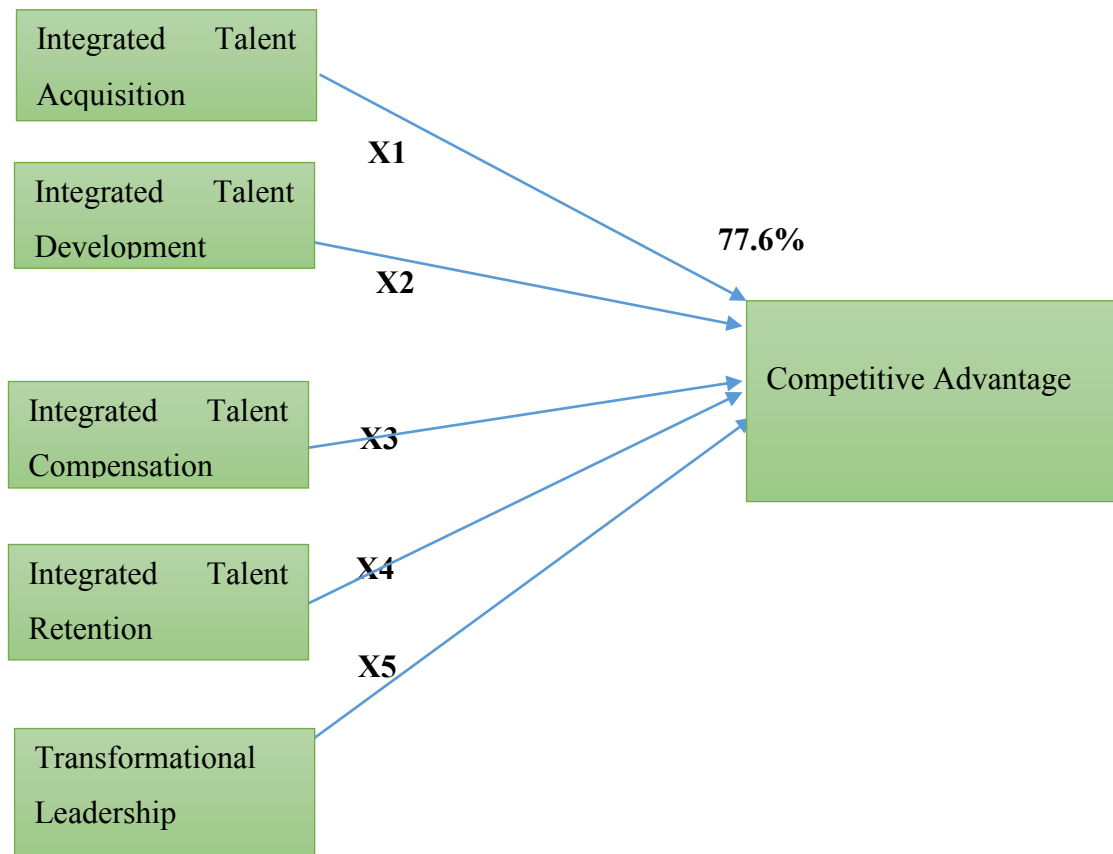 Integrated Talent
Acquisition
X1
Integrated Talent
Development
X2
77.6%
Competitive Advantage
Integrated Talent
Compensation
X3
Integrated Talent
Retention
X4
X5
Transformational
Leadership